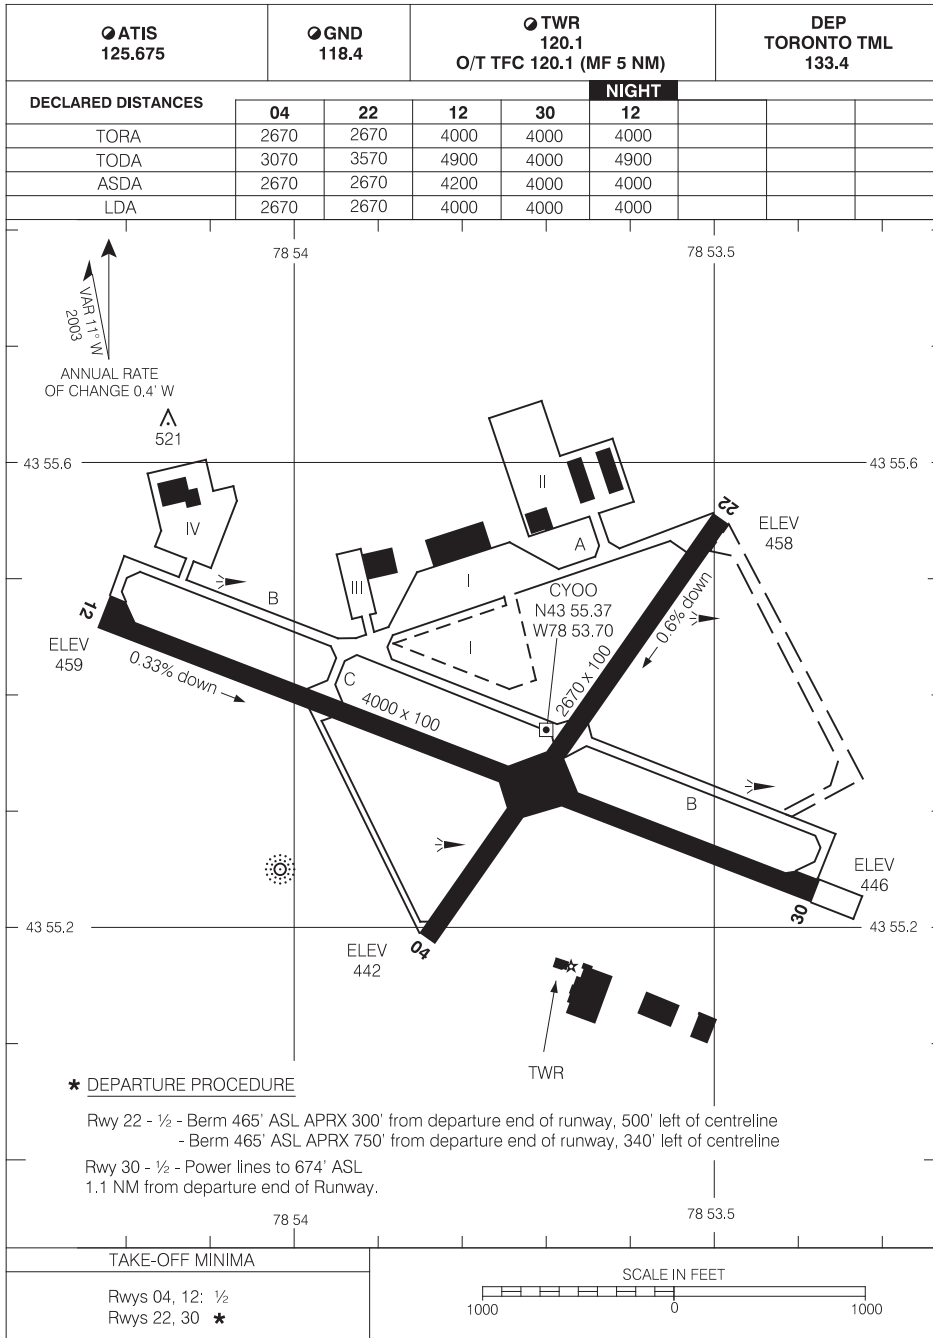 ATIS
125.675
GND
118.4
TWR
120.1
O/T TFC 120.1 (MF 5 NM)
DEP
TORONTO TML
133.4
DECLARED DISTANCES
NIGHT
04 22 12 30 12
TORA 2670 2670 4000 4000 4000
TODA 3070 3570 4900 4000 4900
ASDA 2670 2670 4200 4000 4000
LDA 2670 2670 4000 4000 4000
78 54
78 53.5
VAR 11° W
2003
ANNUAL RATE
OF CHANGE 0.4' W
521
43 55.6
43 55.6
II
IV
22
ELEV
458
A
III
I
B
CYOO
N43 55.37
W78 53.70
0.6% down
12
ELEV
459
I
0.33% down
C
4000 x 100
2670 x 100
B
ELEV
446
30
43 55.2
43 55.2
04
ELEV
442
TWR
* DEPARTURE PROCEDURE
Rwy 22 - ½ - Berm 465' ASL APRX 300' from departure end of runway, 500' left of centreline
- Berm 465' ASL APRX 750' from departure end of runway, 340' left of centreline
Rwy 30 - ½ - Power lines to 674' ASL
1.1 NM from departure end of Runway.
78 54
78 53.5
TAKE-OFF MINIMA
Rwys 04, 12: ½
Rwys 22, 30 *
SCALE IN FEET
1000 0 1000